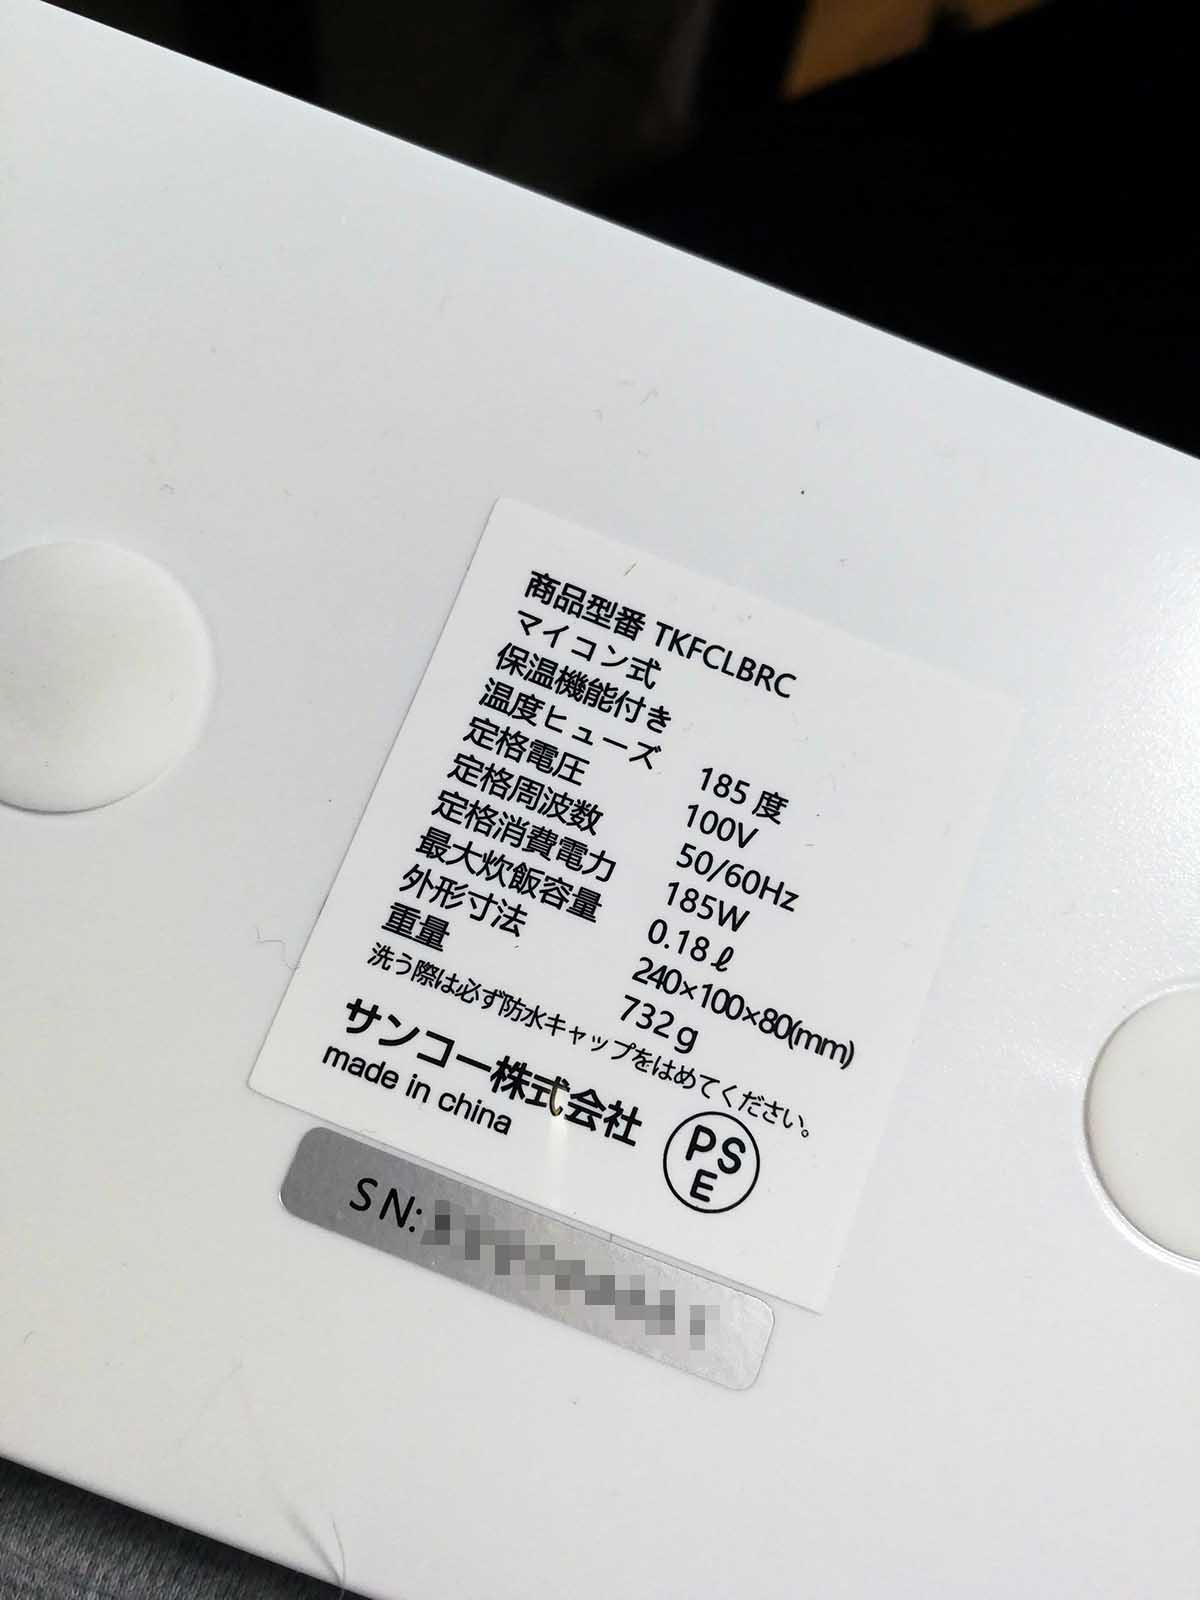 商品型番 TKFCLBRC
マイコン式
保温機能付き
温度ヒューズ 185度
定格電圧 100V
定格周波数 50/60Hz
定格消費電力 185W
最大炊飯容量 0.18ℓ
外形寸法 240×100×80(mm)
重量 732g
洗う際は必ず防水キャップをはめてください。
サンコー株式会社
made in china
PS
E
SN: